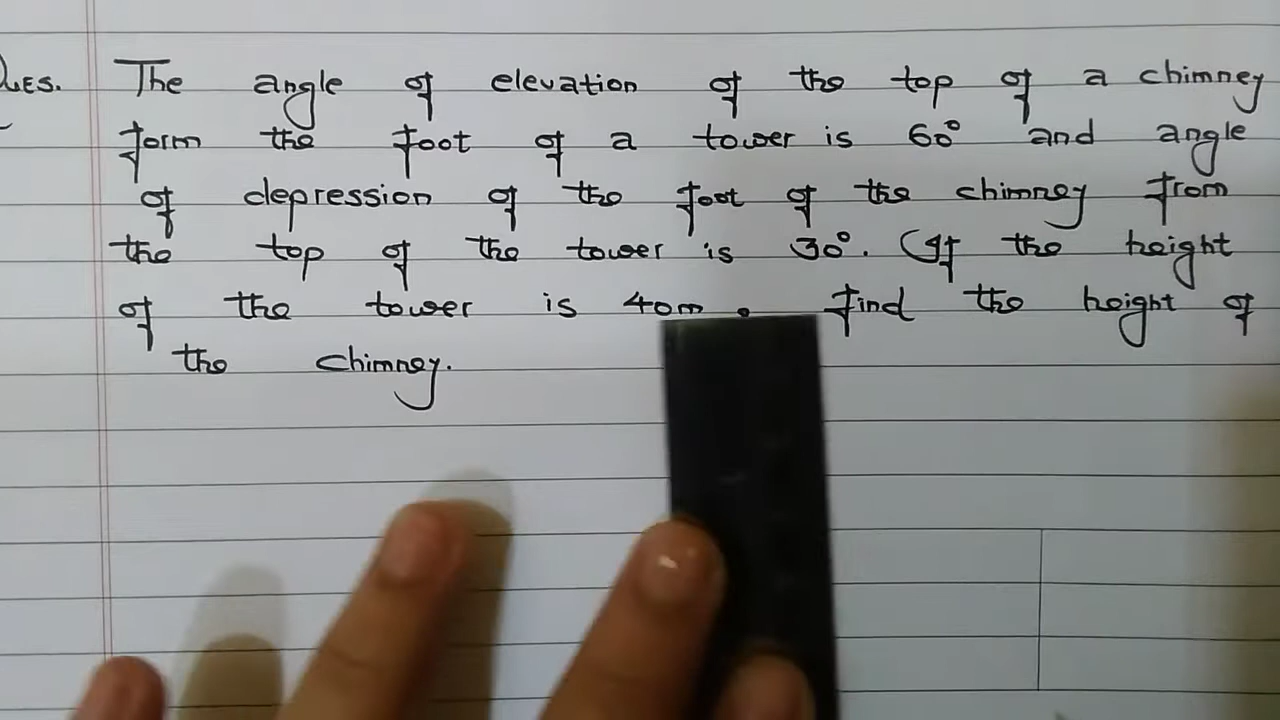 QUES. The angle of elevation of the top of a chimney
form the foot of a tower is 60° and angle
of depression of the foot of the chimney from
the top of the tower is 30°. (If the height
of the tower is 40m. find the height of
the chimney.